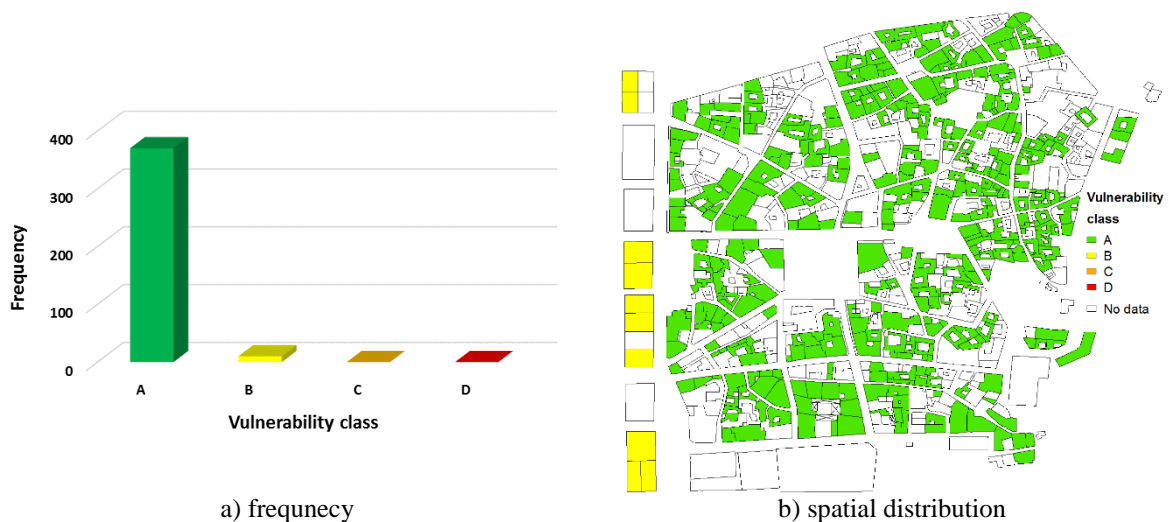 400
300
200
100
0
Frequency
A B C D
Vulnerability class
a) frequnecy
Vulnerability
class
A
B
C
D
No data
b) spatial distribution